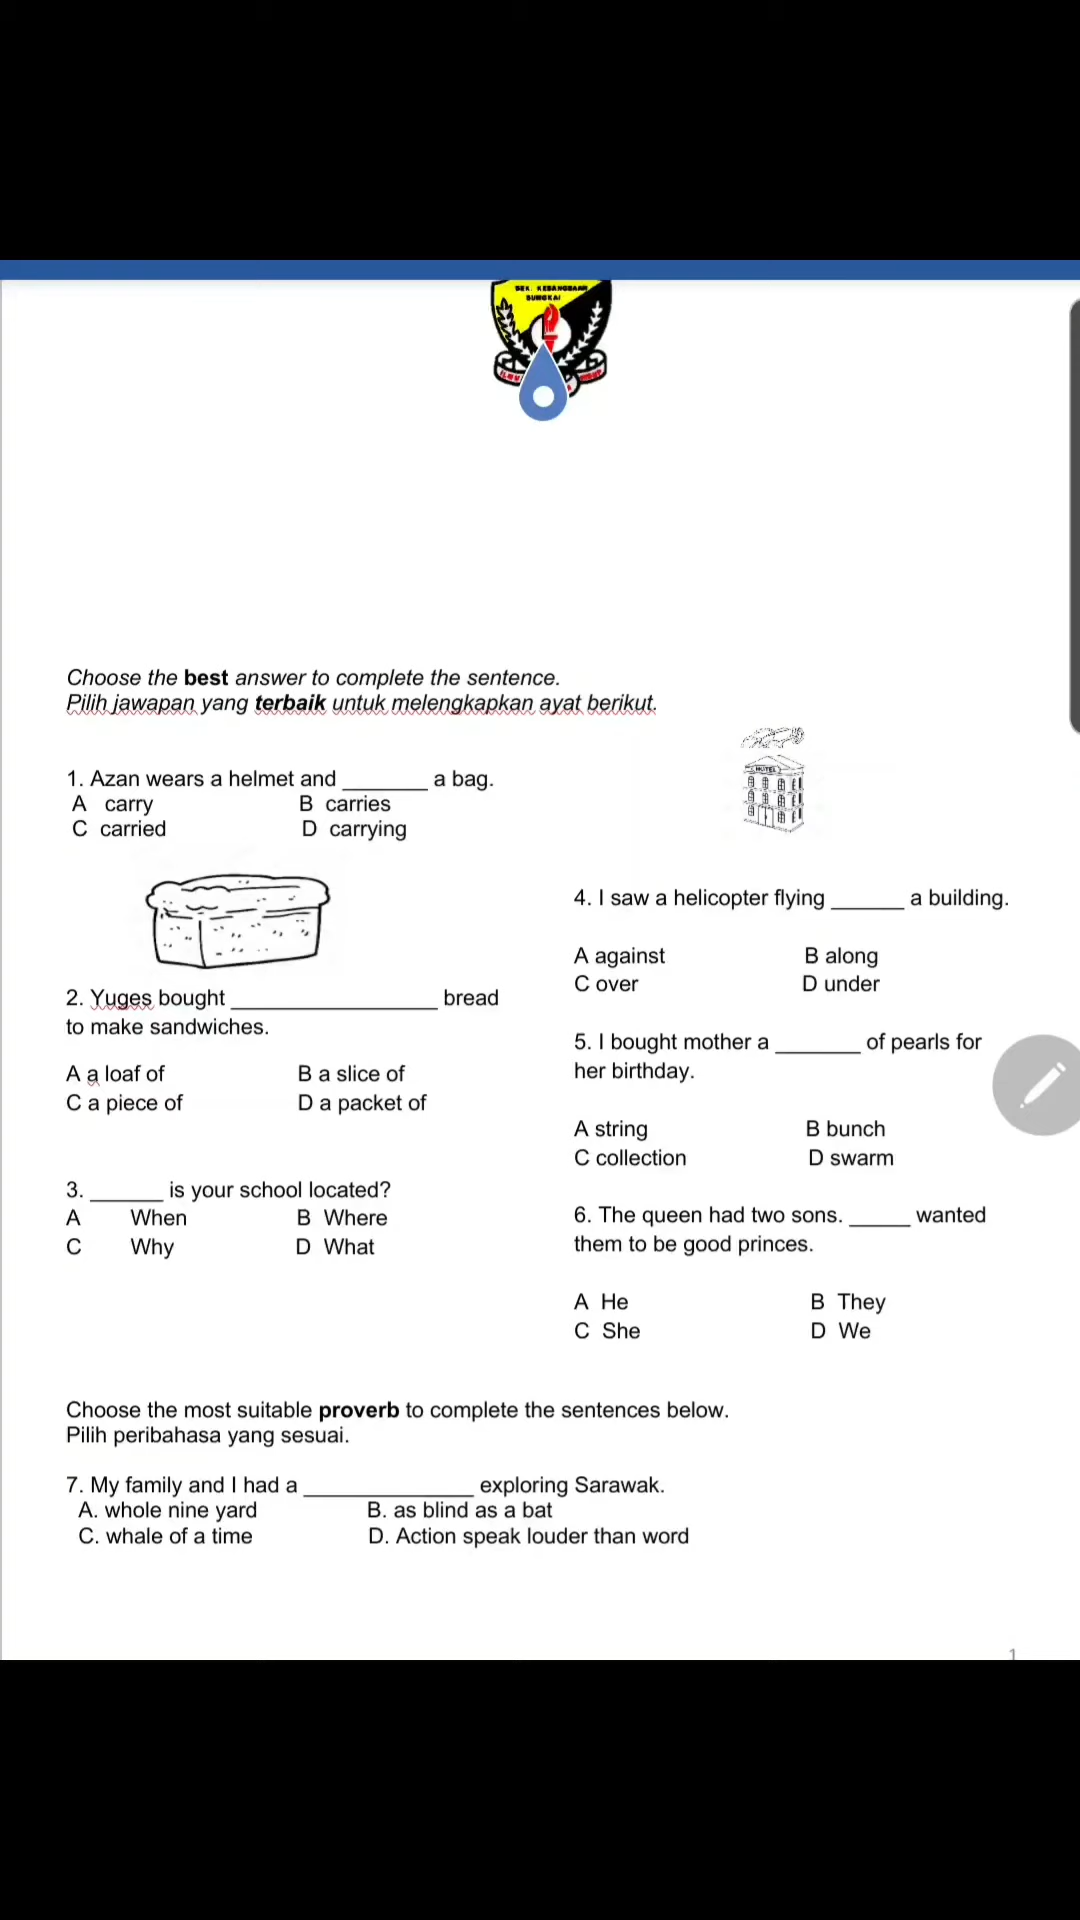 SEK. KEBANGSAAN
SUNGKAI
Choose the best answer to complete the sentence.
Pilih jawapan yang terbaik untuk melengkapkan ayat berikut.
1. Azan wears a helmet and _______ a bag.
A carry B carries
C carried D carrying
2. Yuges bought _________________ bread
to make sandwiches.
A a loaf of B a slice of
C a piece of D a packet of
3. ______ is your school located?
A When B Where
C Why D What
HOTEL
4. I saw a helicopter flying ______ a building.
A against B along
C over D under
5. I bought mother a _______ of pearls for
her birthday.
A string B bunch
C collection D swarm
6. The queen had two sons. _____ wanted
them to be good princes.
A He B They
C She D We
Choose the most suitable proverb to complete the sentences below.
Pilih peribahasa yang sesuai.
7. My family and I had a ______________ exploring Sarawak.
A. whole nine yard B. as blind as a bat
C. whale of a time D. Action speak louder than word
1